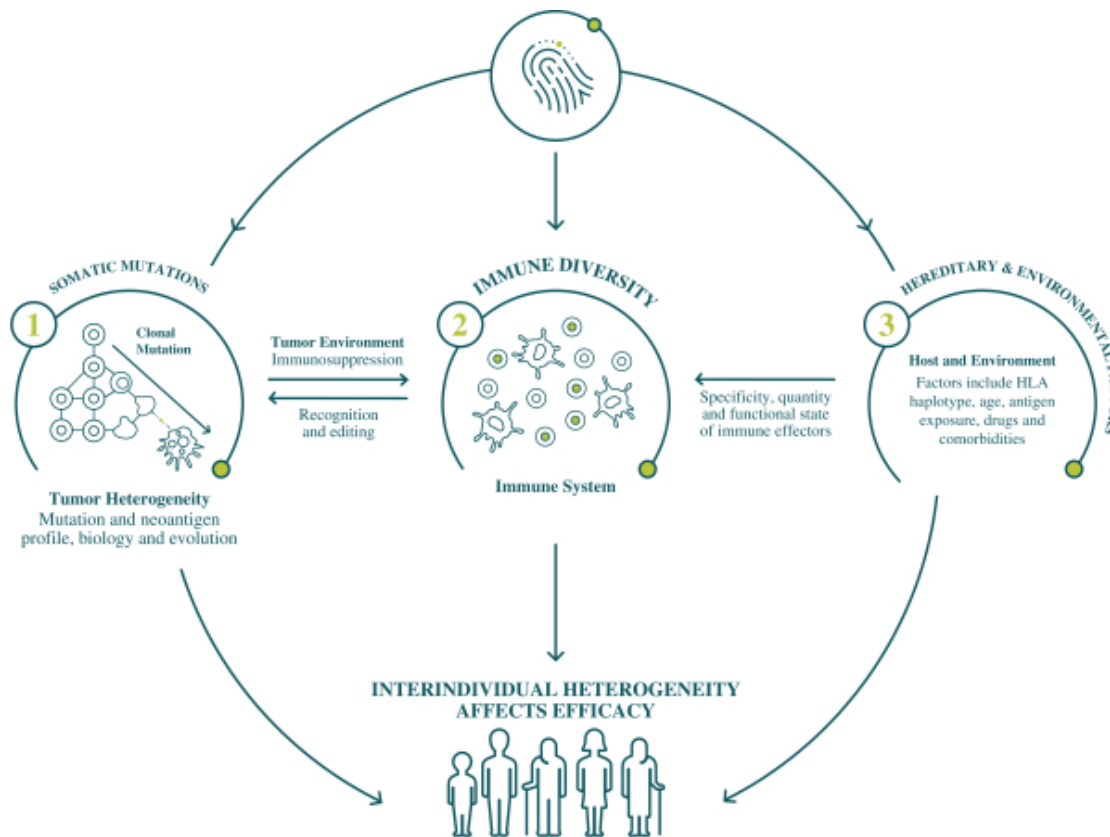 SOMATIC MUTATIONS
1
Clonal
Mutation
Tumor Heterogeneity
Mutation and neoantigen
profile, biology and evolution
Tumor Environment
Immunosuppression
Recognition
and editing
IMMUNE DIVERSITY
2
Immune System
Specificity, quantity
and functional state
of immune effectors
HEREDITARY & ENVIRONMENTAL
3
Host and Environment
Factors include HLA
haplotype, age, antigen
exposure, drugs and
comorbidities
INTERINDIVIDUAL HETEROGENEITY
AFFECTS EFFICACY